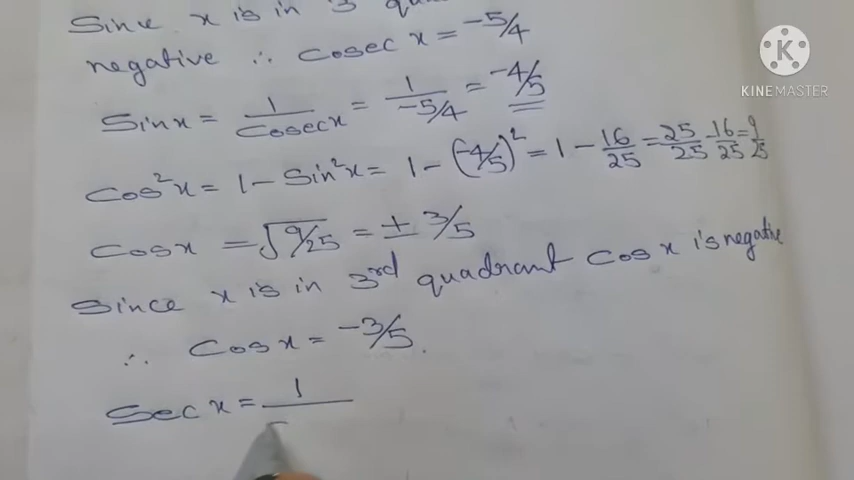 Since x is in 3 qua
negative ∴ Cosec x = -5/4
Sin x = 1/Cosec x = 1/-5/4 = -4/5
Cos²x = 1 - Sin²x = 1 - (-4/5)² = 1 - 16/25 = 25/25 - 16/25 = 9/25
Cos x = √9/25 = ± 3/5
Since x is in 3rd quadrant Cos x is negative
∴ Cos x = -3/5.
Sec x = 1/
K
KINEMASTER